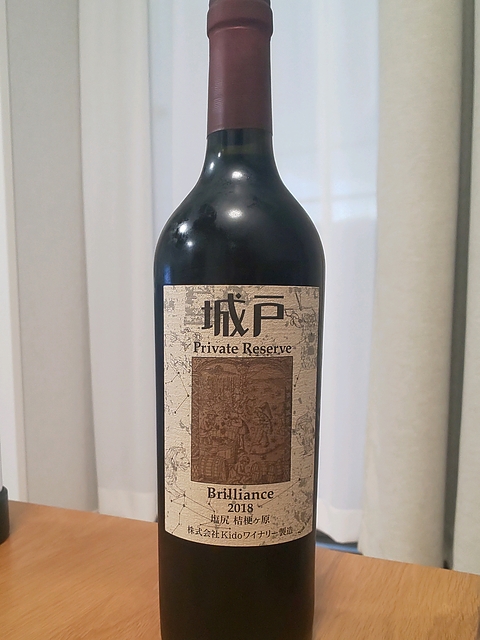 城戸
Private Reserve
Brilliance
2018
塩尻 桔梗ヶ原
株式会社Kidoワイナリー製造